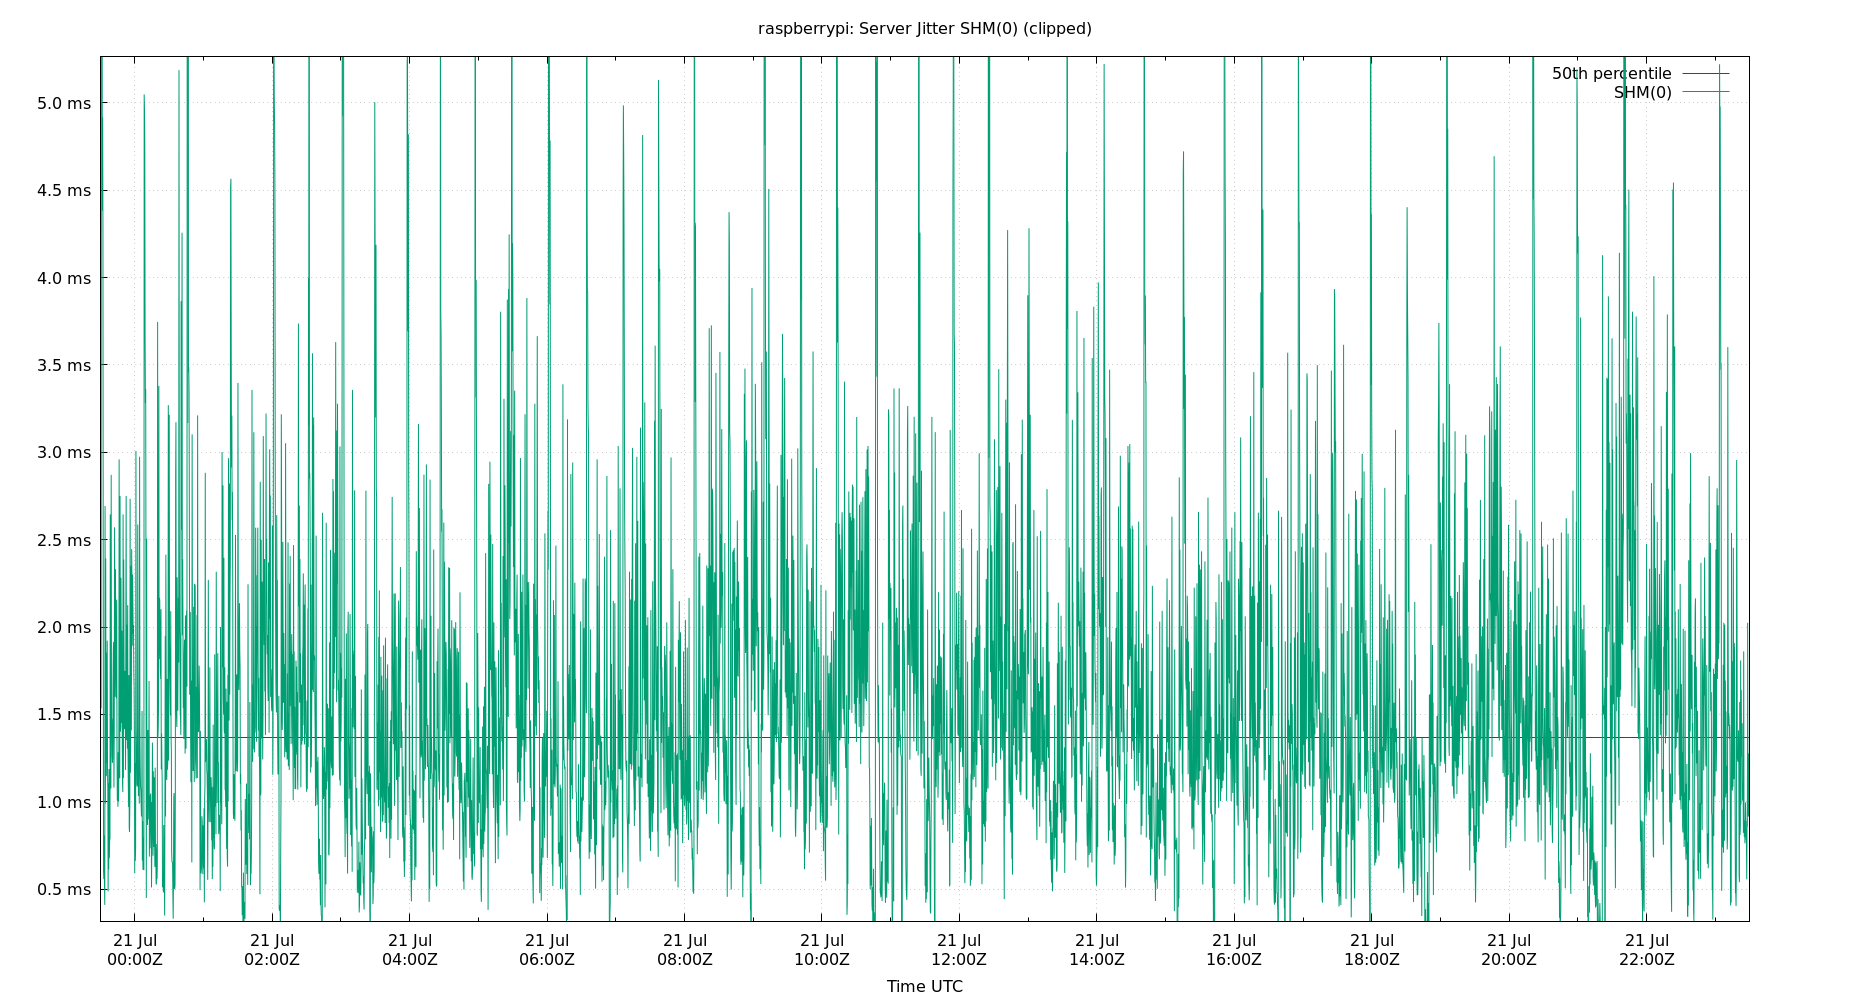 raspberrypi: Server Jitter SHM(0) (clipped)
50th percentile
SHM(0)
5.0 ms
4.5 ms
4.0 ms
3.5 ms
3.0 ms
2.5 ms
2.0 ms
1.5 ms
1.0 ms
0.5 ms
21 Jul 21 Jul 21 Jul 21 Jul 21 Jul 21 Jul 21 Jul 21 Jul 21 Jul 21 Jul 21 Jul 21 Jul
00:00Z 02:00Z 04:00Z 06:00Z 08:00Z 10:00Z 12:00Z 14:00Z 16:00Z 18:00Z 20:00Z 22:00Z
Time UTC